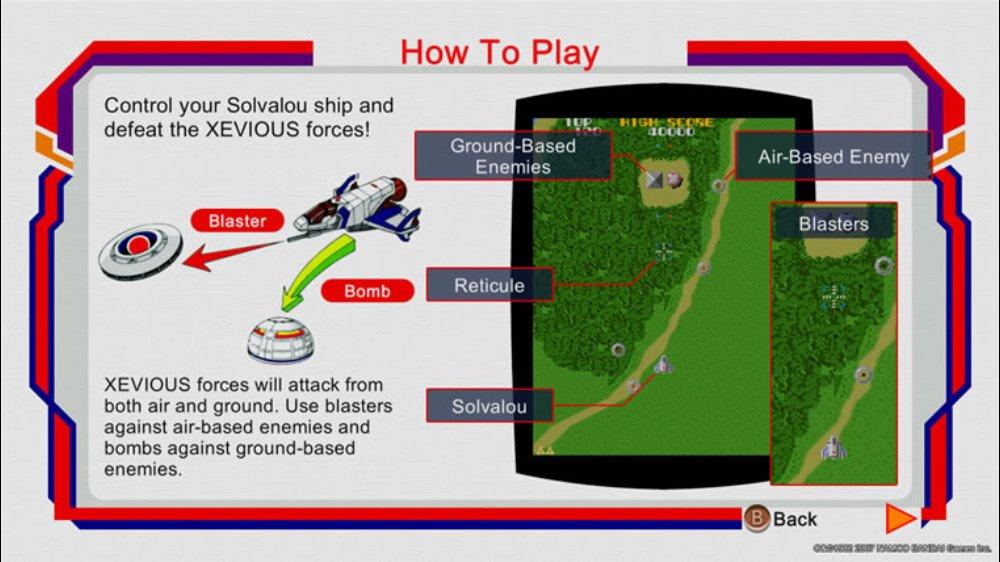 How To Play
Control your Solvalou ship and
defeat the XEVIOUS forces!
Blaster
Bomb
XEVIOUS forces will attack from
both air and ground. Use blasters
against air-based enemies and
bombs against ground-based
enemies.
1UP HIGH SCORE
120 40000
Ground-Based
Enemies
Air-Based Enemy
Blasters
Reticule
Solvalou
B Back
©&℗1982 2007 NAMCO BANDAI Games Inc.